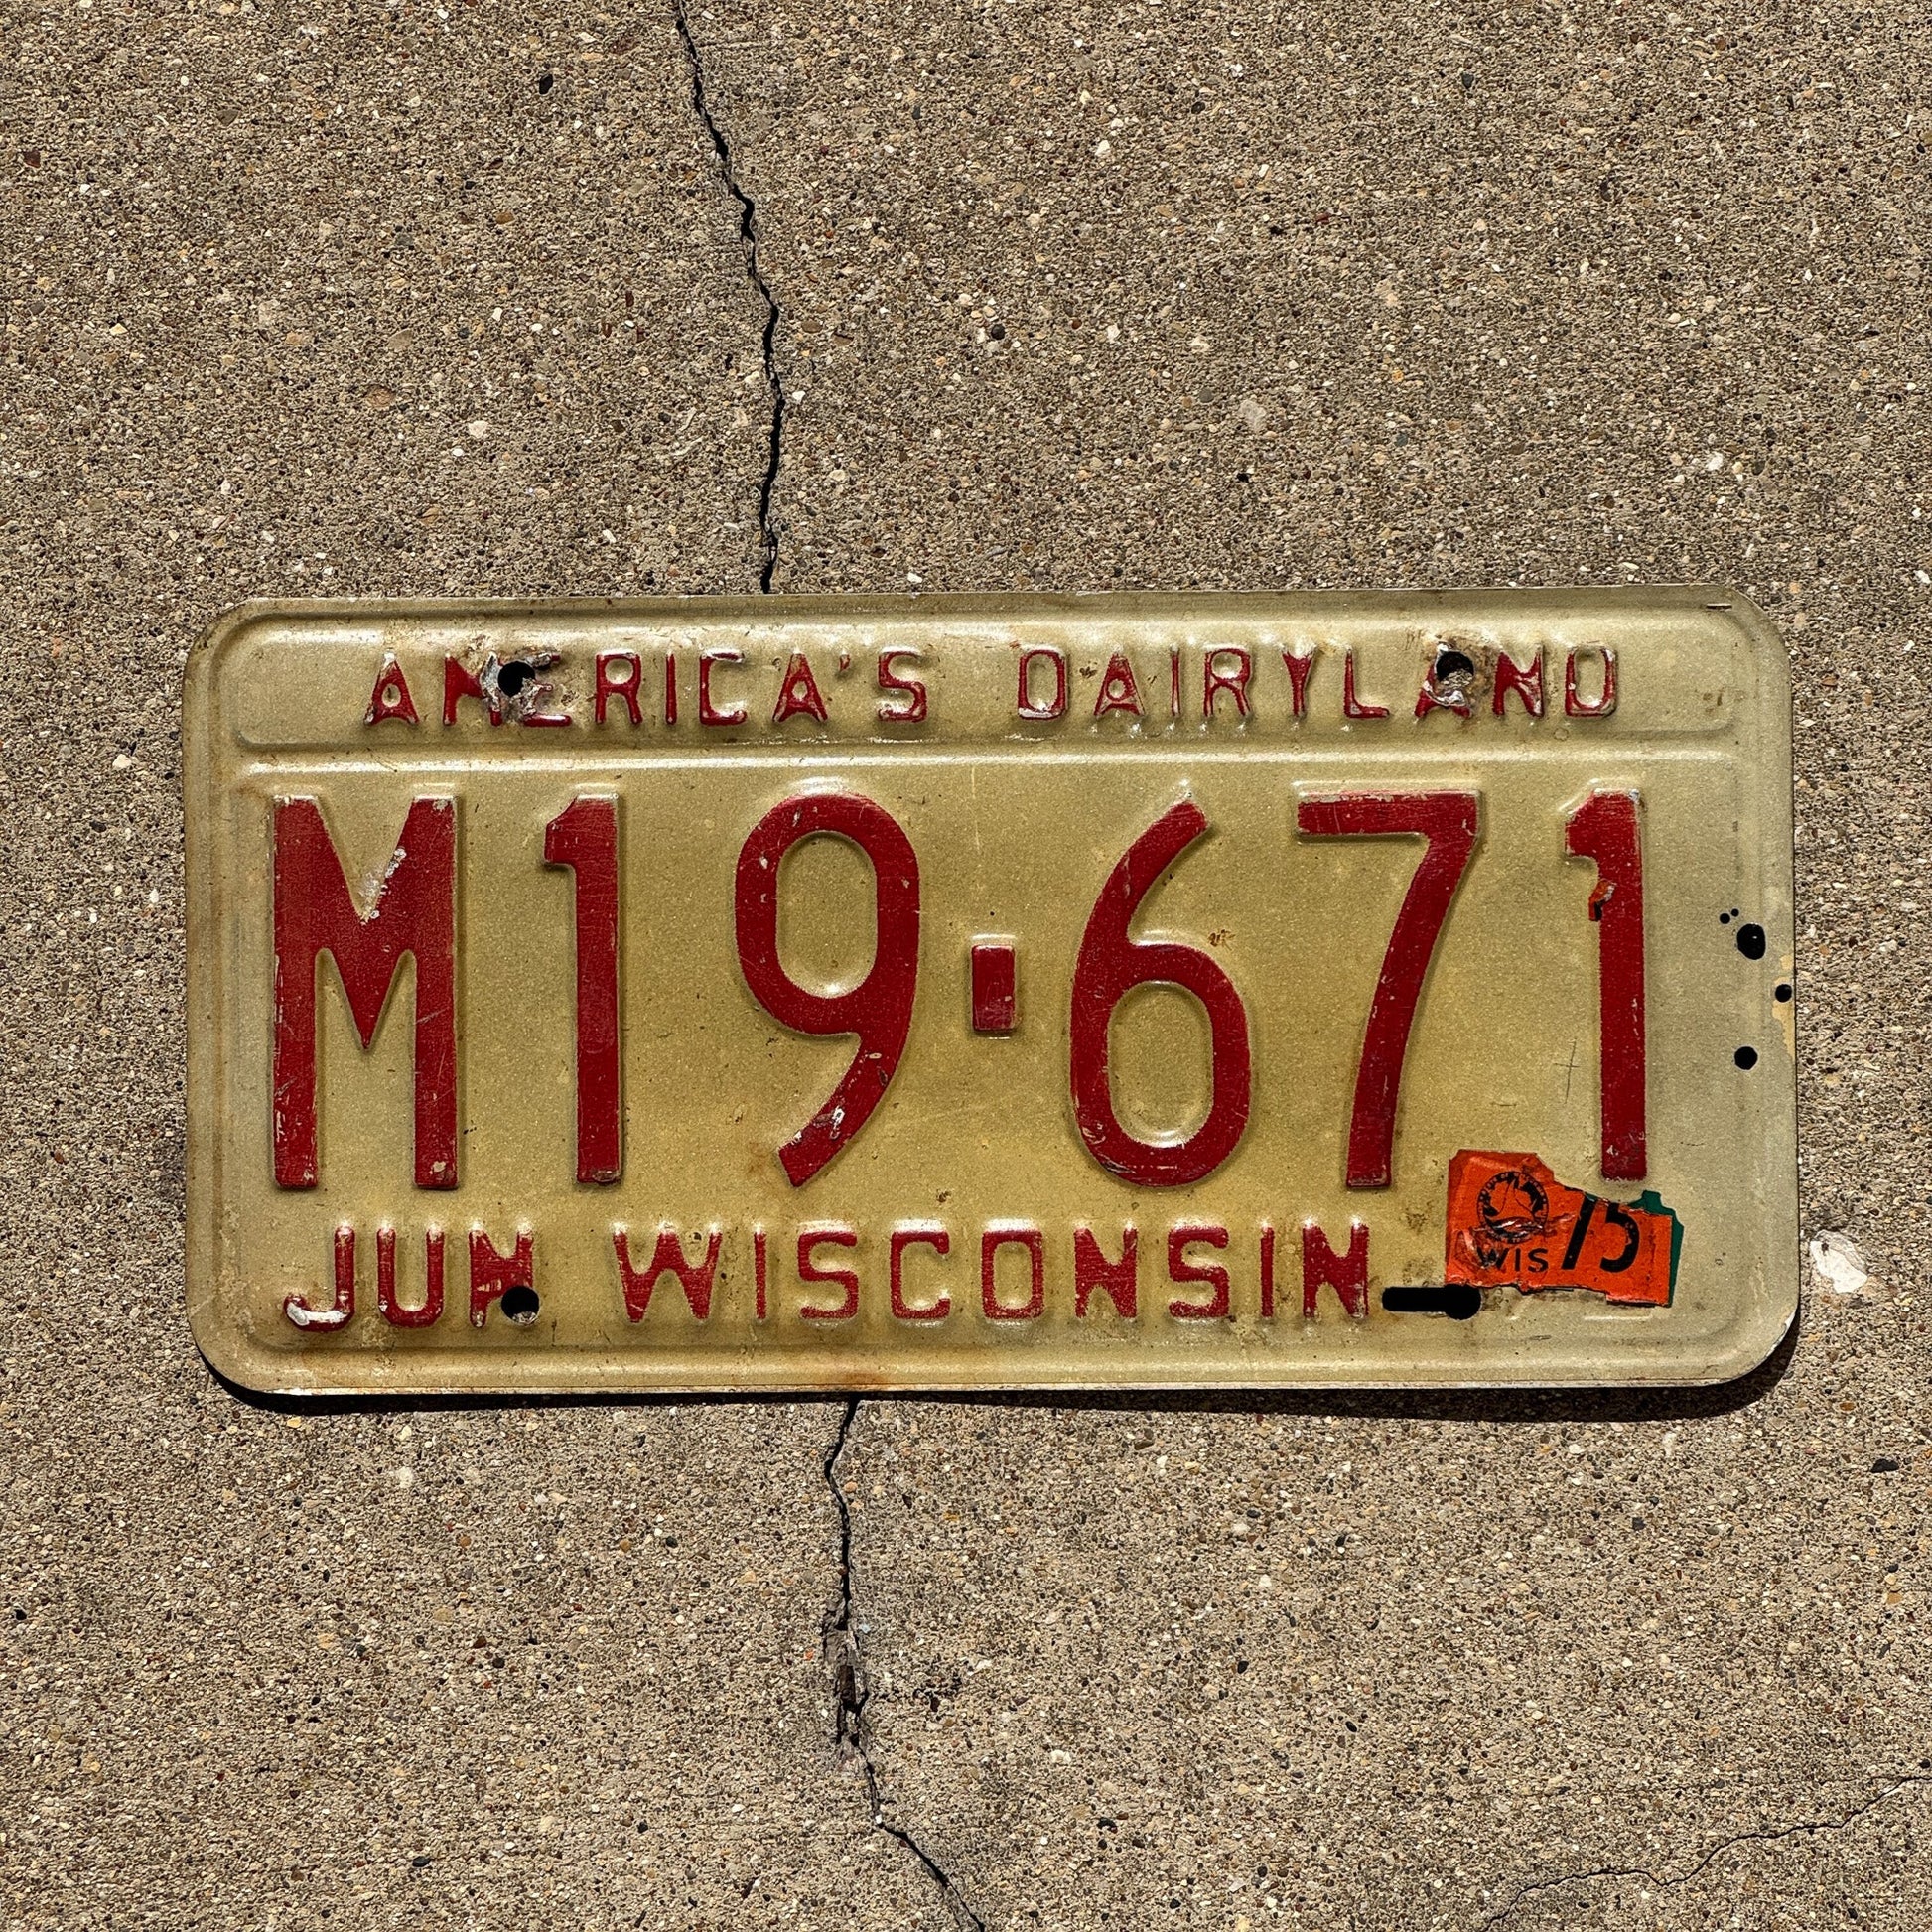 AMERICA'S DAIRYLAND
M19-671
JUN WISCONSIN
WIS 75